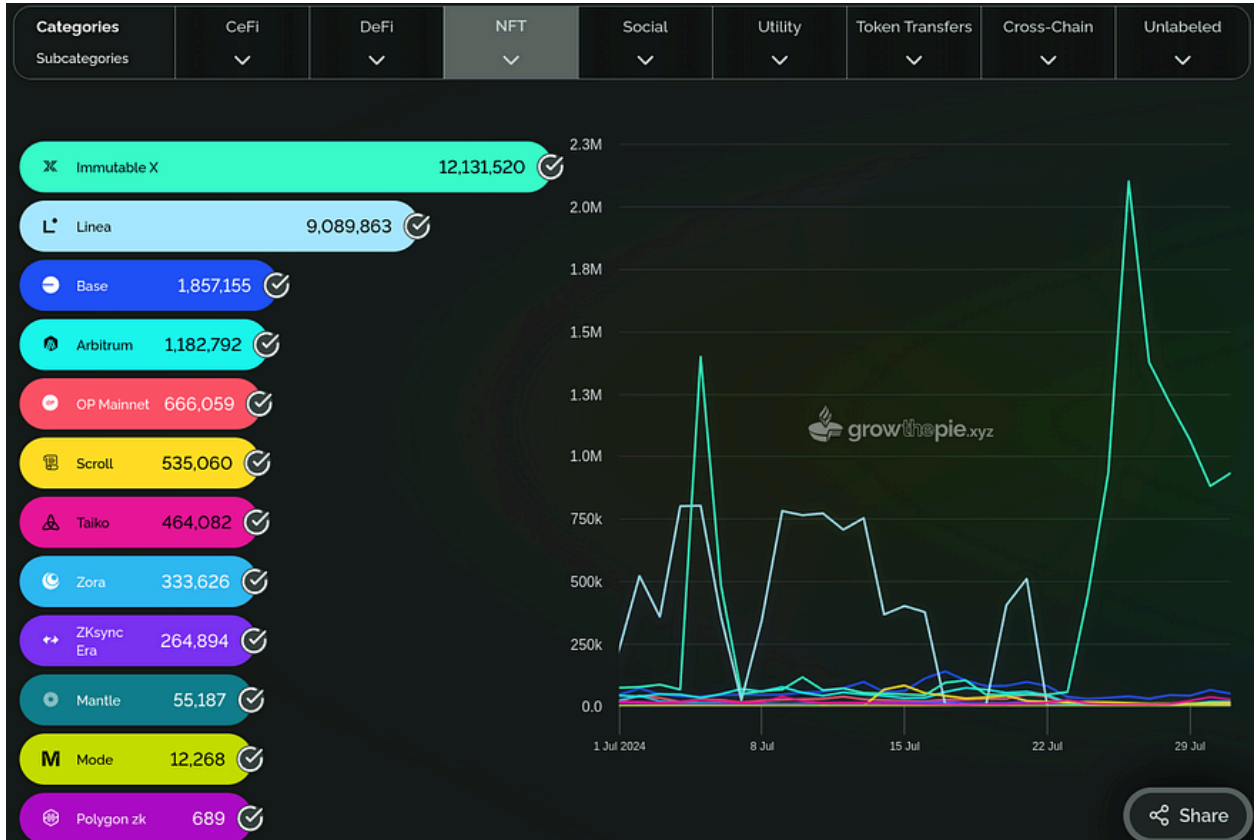 Categories
Subcategories
CeFi
DeFi
NFT
Social
Utility
Token Transfers
Cross-Chain
Unlabeled
Immutable X 12,131,520
Linea 9,089,863
Base 1,857,155
Arbitrum 1,182,792
OP Mainnet 666,059
Scroll 535,060
Taiko 464,082
Zora 333,626
ZKsync
Era 264,894
Mantle 55,187
M Mode 12,268
Polygon zk 689
2.3M
2.0M
1.8M
1.5M
1.3M
1.0M
750k
500k
250k
0.0
growthepie.xyz
1 Jul 2024
8 Jul
15 Jul
22 Jul
29 Jul
Share